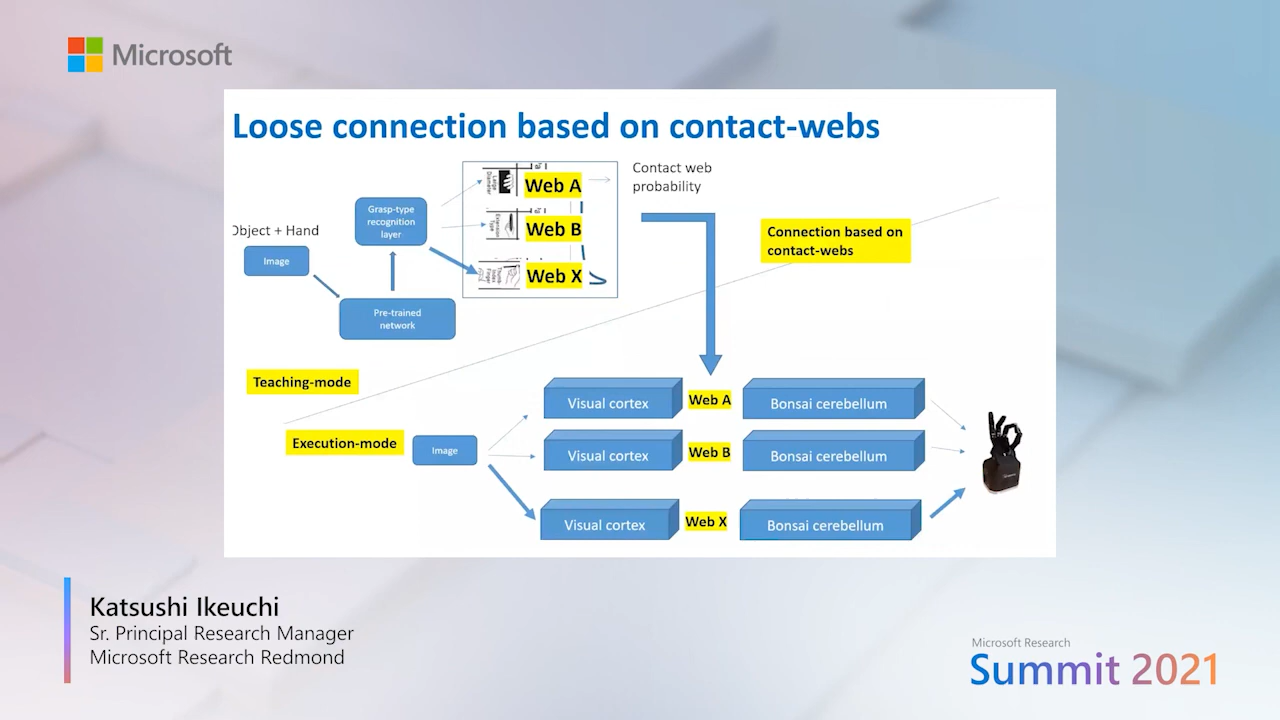 Microsoft
Loose connection based on contact-webs
Object + Hand
Image
Grasp-type
recognition
layer
Pre-trained
network
Large
Diameter
Web A
Web B
Web X
Contact web
probability
Connection based on
contact-webs
Teaching-mode
Execution-mode
Image
Visual cortex
Web A
Bonsai cerebellum
Visual cortex
Web B
Bonsai cerebellum
Visual cortex
Web X
Bonsai cerebellum
Katsushi Ikeuchi
Sr. Principal Research Manager
Microsoft Research Redmond
Microsoft Research
Summit 2021